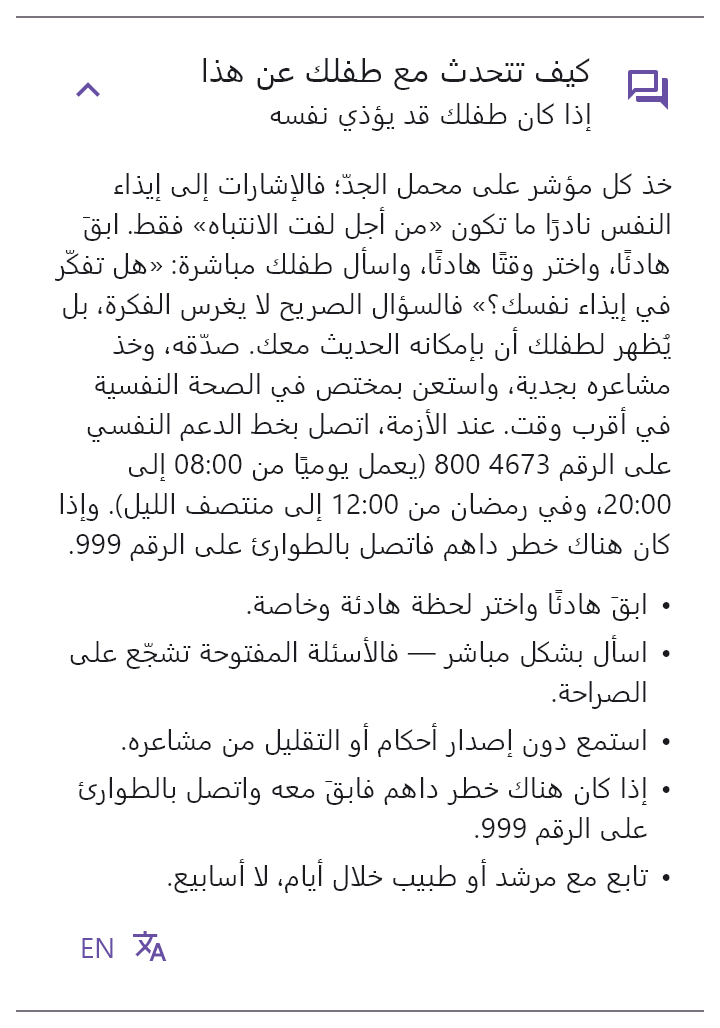 كيف تتحدث مع طفلك عن هذا
إذا كان طفلك قد يؤذي نفسه
خذ كل مؤشر على محمل الجدّ؛ فالإشارات إلى إيذاء
النفس نادرًا ما تكون «من أجل لفت الانتباه» فقط. ابقَ
هادئًا، واختر وقتًا هادئًا، واسأل طفلك مباشرة: «هل تفكّر
في إيذاء نفسك؟» فالسؤال الصريح لا يغرس الفكرة، بل
يُظهر لطفلك أن بإمكانه الحديث معك. صدّقه، وخذ
مشاعره بجدية، واستعن بمختص في الصحة النفسية
في أقرب وقت. عند الأزمة، اتصل بخط الدعم النفسي
على الرقم 4673 800 (يعمل يوميًا من 08:00 إلى
20:00، وفي رمضان من 12:00 إلى منتصف الليل). وإذا
كان هناك خطر داهم فاتصل بالطوارئ على الرقم 999.
• ابقَ هادئًا واختر لحظة هادئة وخاصة.
• اسأل بشكل مباشر — فالأسئلة المفتوحة تشجّع على
الصراحة.
• استمع دون إصدار أحكام أو التقليل من مشاعره.
• إذا كان هناك خطر داهم فابقَ معه واتصل بالطوارئ
على الرقم 999.
• تابع مع مرشد أو طبيب خلال أيام، لا أسابيع.
EN